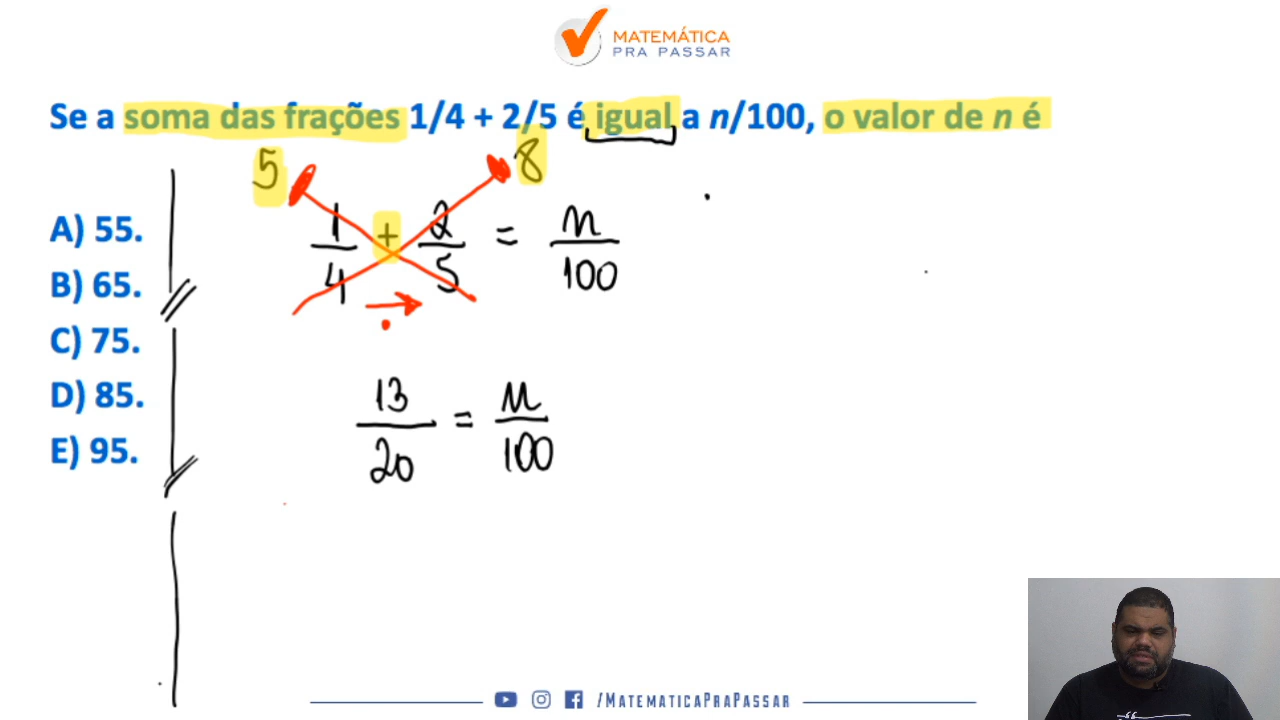 MATEMÁTICA
PRA PASSAR
Se a soma das frações 1/4 + 2/5 é igual a n/100, o valor de n é
5 8
1/4 + 2/5 = n/100
A) 55.
B) 65.
C) 75.
D) 85.
E) 95.
13/20 = n/100
/MATEMATICAPRAPASSAR